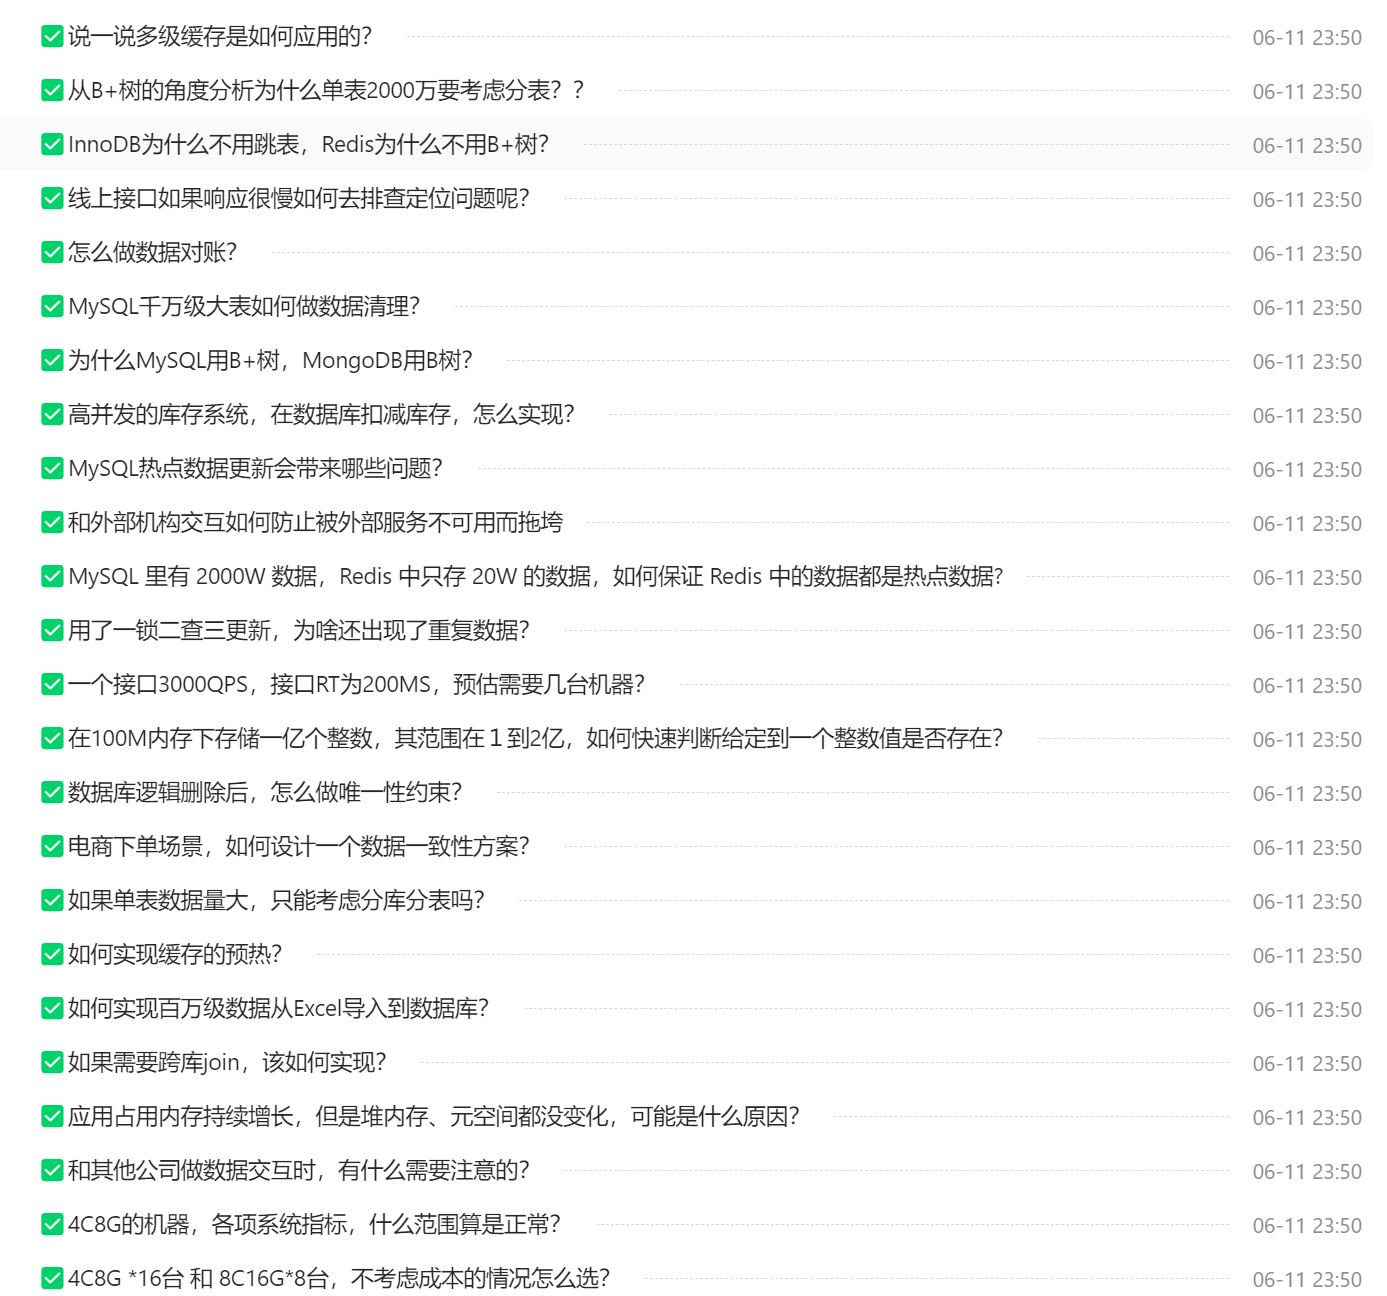 说一说多级缓存是如何应用的？ 06-11 23:50
从B+树的角度分析为什么单表2000万要考虑分表？？ 06-11 23:50
InnoDB为什么不用跳表，Redis为什么不用B+树？ 06-11 23:50
线上接口如果响应很慢如何去排查定位问题呢？ 06-11 23:50
怎么做数据对账？ 06-11 23:50
MySQL千万级大表如何做数据清理？ 06-11 23:50
为什么MySQL用B+树，MongoDB用B树？ 06-11 23:50
高并发的库存系统，在数据库扣减库存，怎么实现？ 06-11 23:50
MySQL热点数据更新会带来哪些问题？ 06-11 23:50
和外部机构交互如何防止被外部服务不可用而拖垮 06-11 23:50
MySQL 里有 2000W 数据，Redis 中只存 20W 的数据，如何保证 Redis 中的数据都是热点数据? 06-11 23:50
用了一锁二查三更新，为啥还出现了重复数据？ 06-11 23:50
一个接口3000QPS，接口RT为200MS，预估需要几台机器？ 06-11 23:50
在100M内存下存储一亿个整数，其范围在１到2亿，如何快速判断给定到一个整数值是否存在？ 06-11 23:50
数据库逻辑删除后，怎么做唯一性约束？ 06-11 23:50
电商下单场景，如何设计一个数据一致性方案？ 06-11 23:50
如果单表数据量大，只能考虑分库分表吗？ 06-11 23:50
如何实现缓存的预热？ 06-11 23:50
如何实现百万级数据从Excel导入到数据库？ 06-11 23:50
如果需要跨库join，该如何实现？ 06-11 23:50
应用占用内存持续增长，但是堆内存、元空间都没变化，可能是什么原因？ 06-11 23:50
和其他公司做数据交互时，有什么需要注意的？ 06-11 23:50
4C8G的机器，各项系统指标，什么范围算是正常？ 06-11 23:50
4C8G *16台 和 8C16G*8台，不考虑成本的情况怎么选？ 06-11 23:50